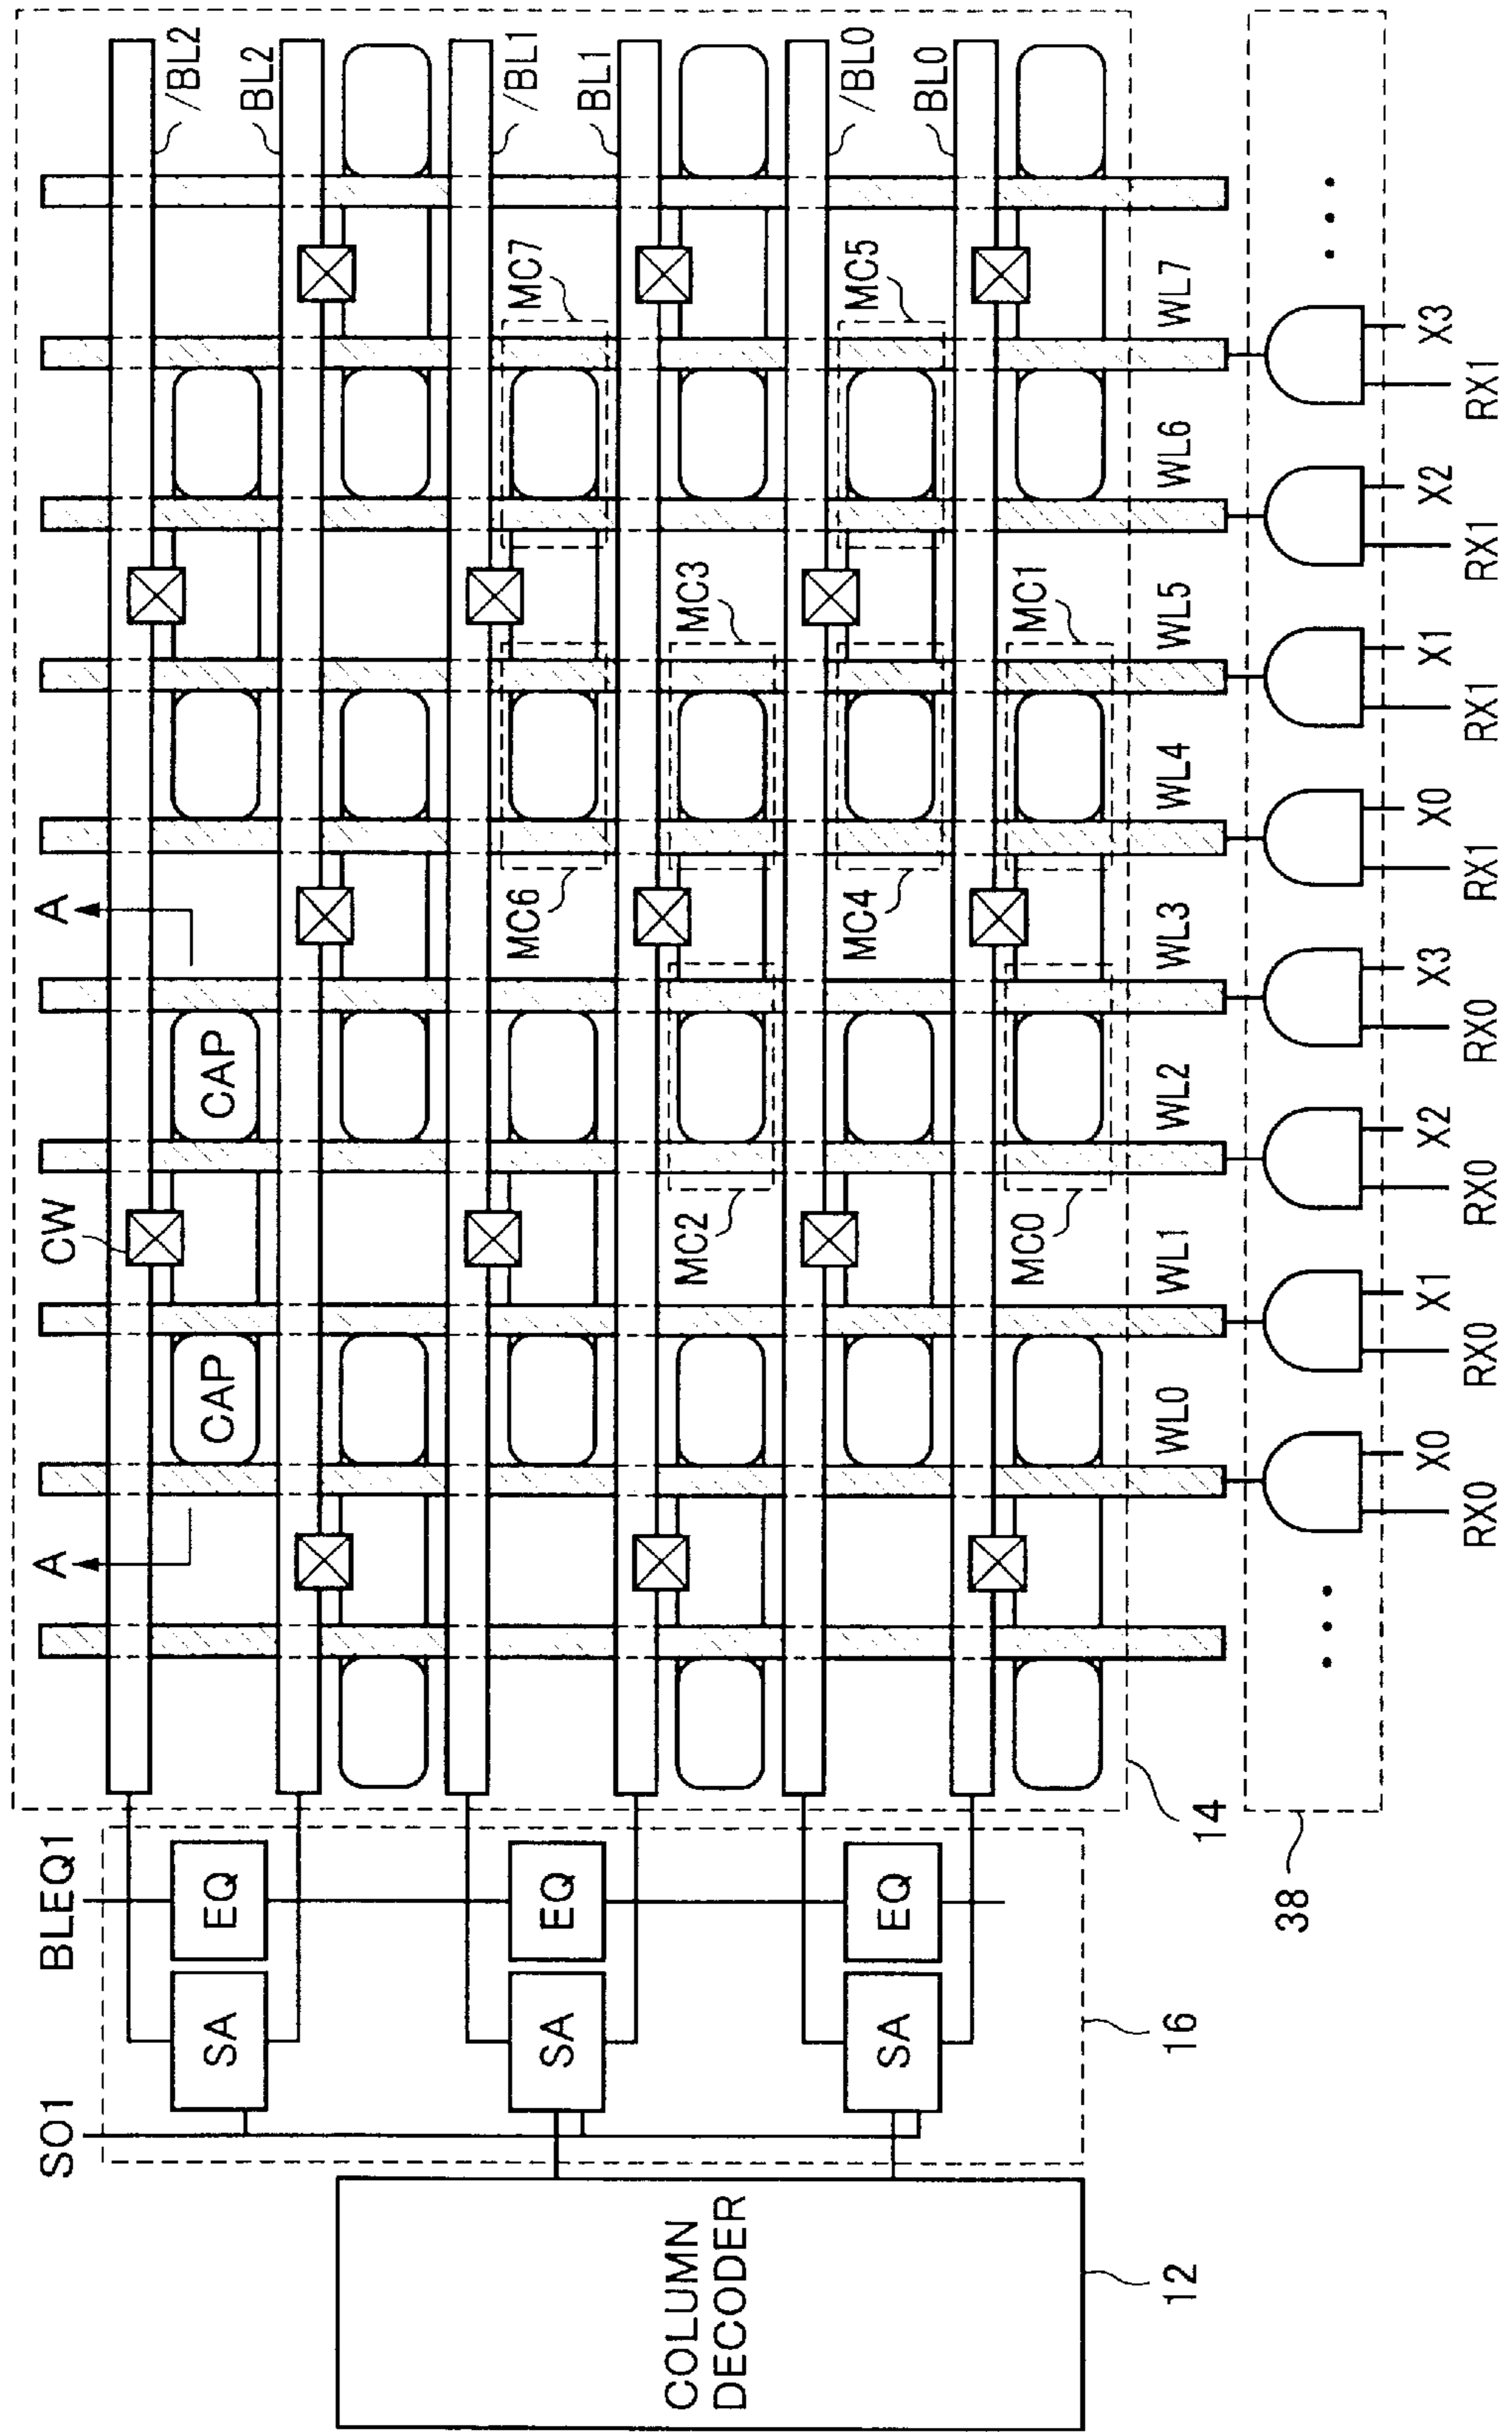 SO1
BLEQ1
A
CW
A
/BL2
BL2
/BL1
BL1
/BL0
BL0
CAP
CAP
SA
EQ
SA
EQ
SA
EQ
COLUMN
DECODER
MC7
MC6
MC3
MC2
MC5
MC4
MC1
MC0
WL0
WL1
WL2
WL3
WL4
WL5
WL6
WL7
12
16
14
38
• • •
• • •
RX0
X0
RX0
X1
RX0
X2
RX0
X3
RX1
X0
RX1
X1
RX1
X2
RX1
X3